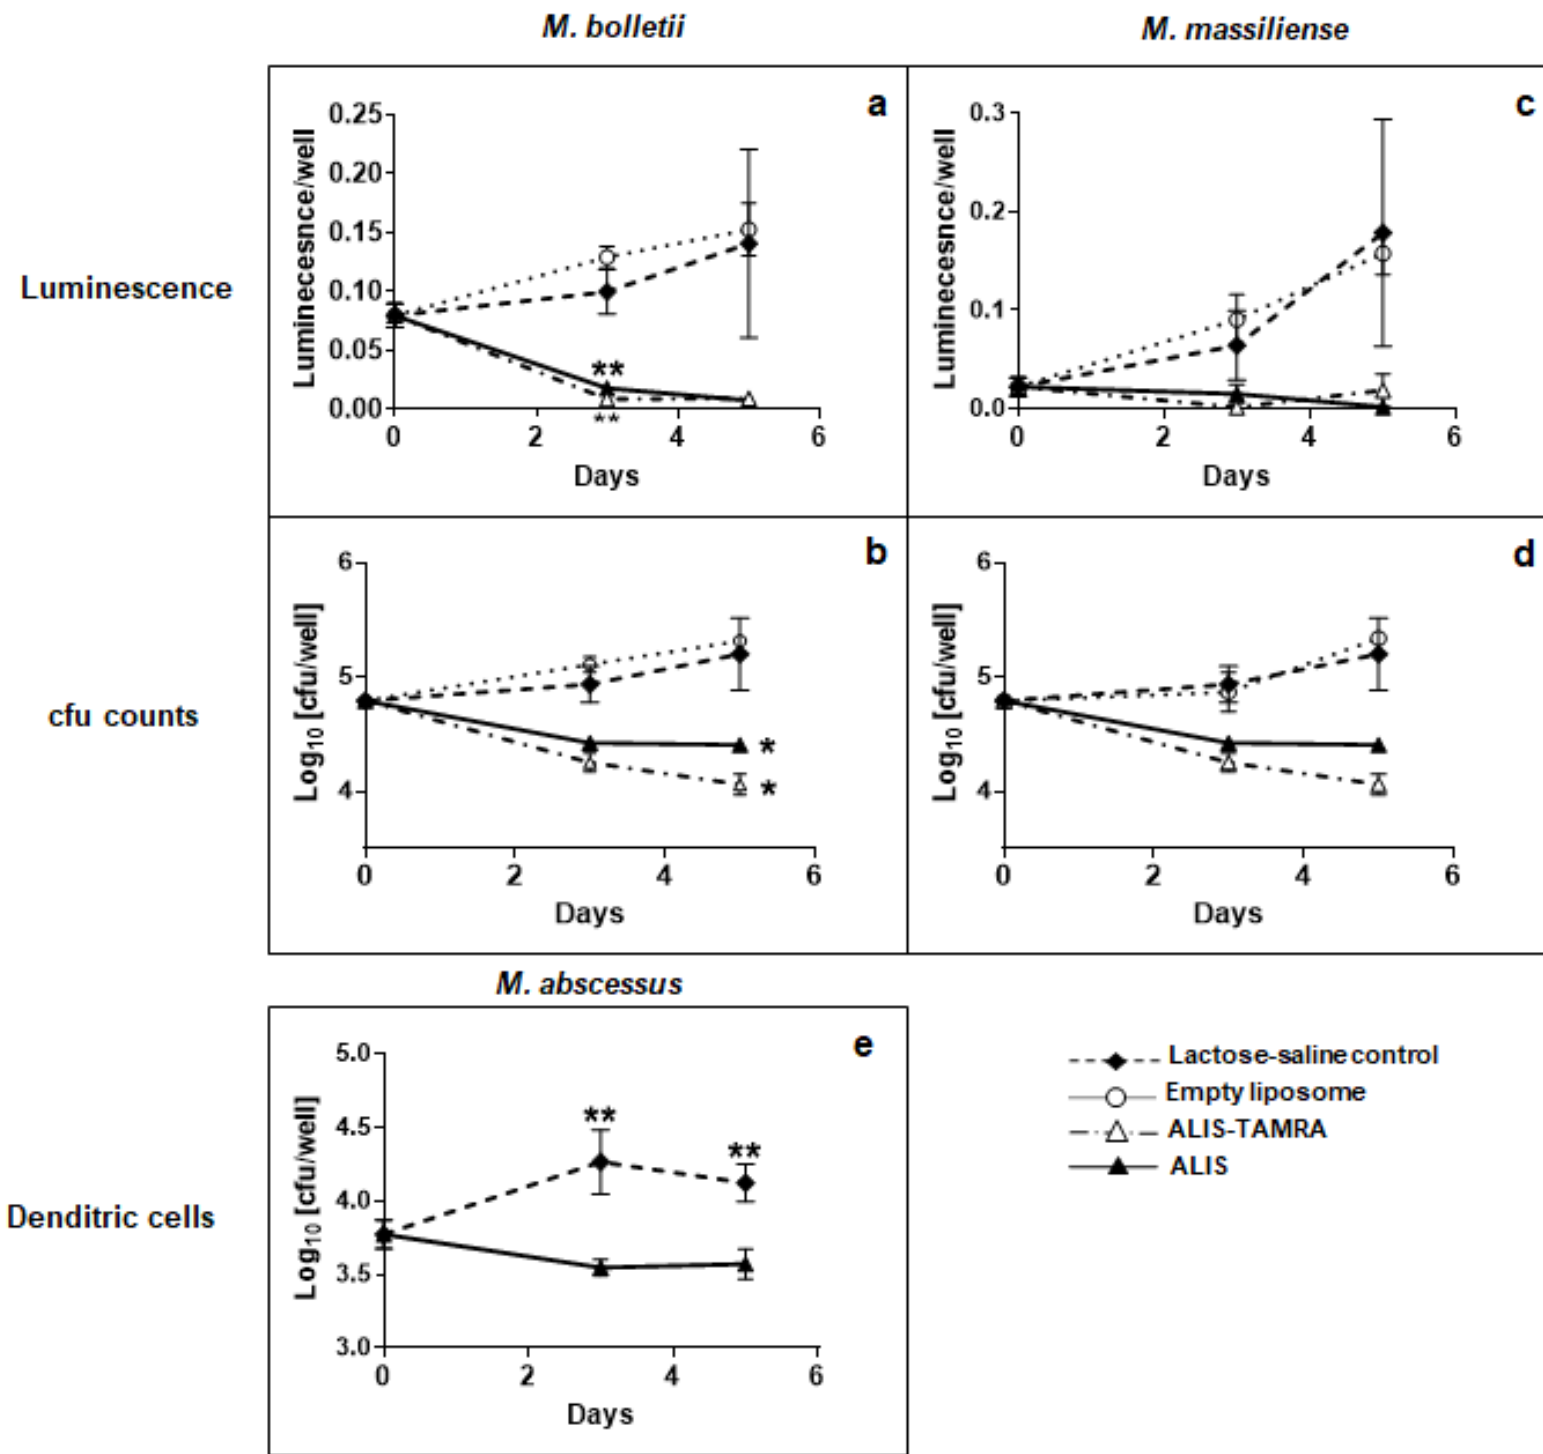 M. bolletii
M. massiliense
Luminescence
a
Luminecesnce/well
0.25
0.20
0.15
0.10
0.05
0.00
**
**
0 2 4 6
Days
c
Luminecesnce/well
0.3
0.2
0.1
0.0
0 2 4 6
Days
cfu counts
b
Log10 [cfu/well]
6
5
4
*
*
0 2 4 6
Days
d
Log10 [cfu/well]
6
5
4
0 2 4 6
Days
M. abscessus
Denditric cells
e
Log10 [cfu/well]
5.0
4.5
4.0
3.5
3.0
**
**
0 2 4 6
Days
Lactose-saline control
Empty liposome
ALIS-TAMRA
ALIS